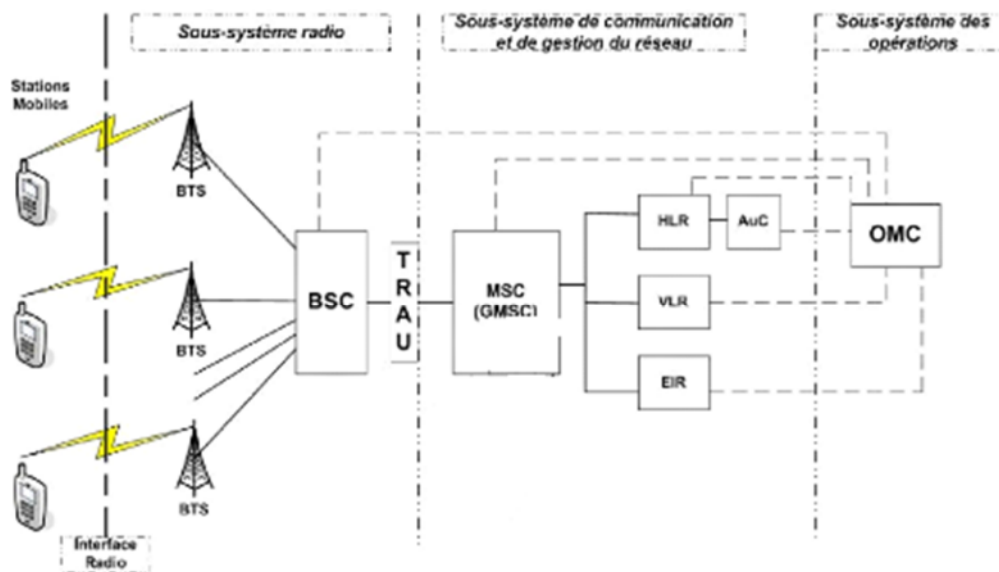 Sous-système radio
Sous-système de communication
et de gestion du réseau
Sous-système des
opérations
Stations
Mobiles
BTS
BTS
BTS
BSC
T
R
A
U
MSC
(GMSC)
HLR
AuC
VLR
EIR
OMC
Interface
Radio